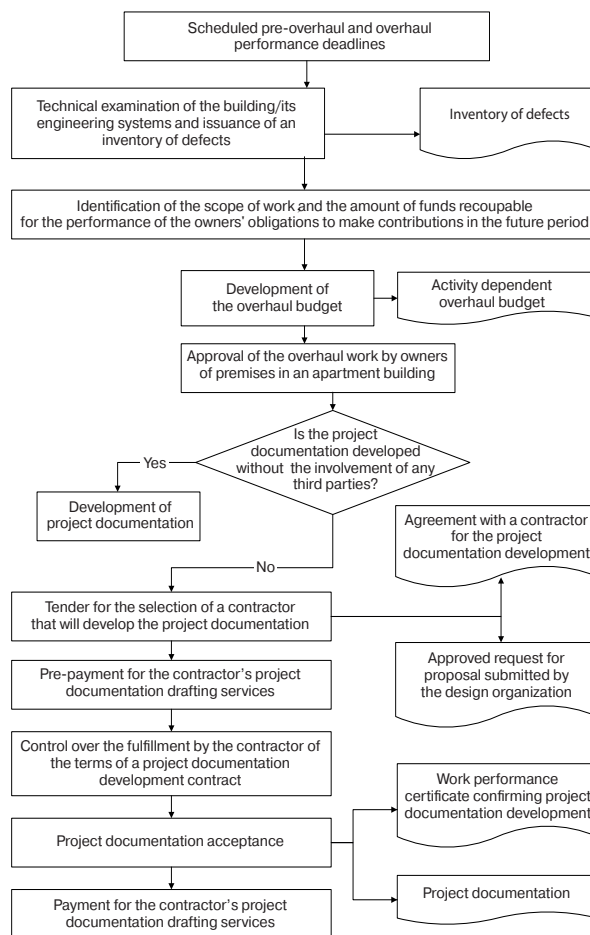 Scheduled pre-overhaul and overhaul
performance deadlines
Technical examination of the building/its
engineering systems and issuance of an
inventory of defects
Inventory of defects
Identification of the scope of work and the amount of funds recoupable
for the performance of the owners' obligations to make contributions in the future period
Development of
the overhaul budget
Activity dependent
overhaul budget
Approval of the overhaul work by owners
of premises in an apartment building
Is the project
documentation developed
without the involvement of any
third parties?
Yes
Development of
project documentation
Agreement with a contractor
for the project
documentation development
No
Tender for the selection of a contractor
that will develop the project documentation
Approved request for
proposal submitted by
the design organization
Pre-payment for the contractor's project
documentation drafting services
Control over the fulfillment by the contractor of
the terms of a project documentation
development contract
Work performance
certificate confirming project
documentation development
Project documentation acceptance
Project documentation
Payment for the contractor's project
documentation drafting services